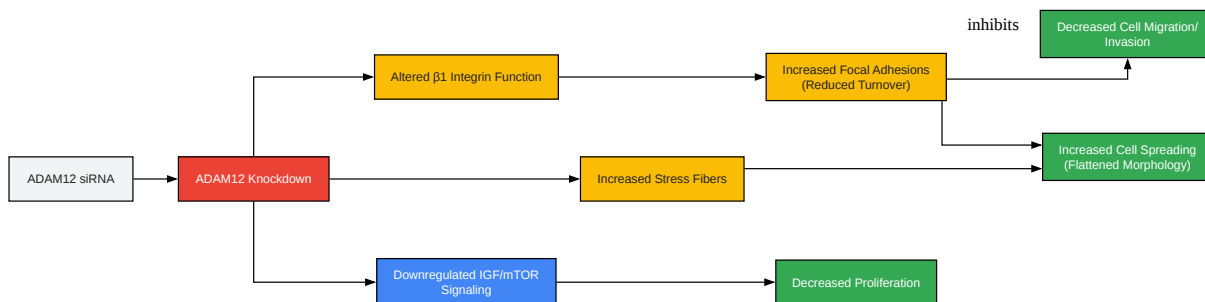 inhibits
Decreased Cell Migration/
Invasion
Altered β1 Integrin Function
Increased Focal Adhesions
(Reduced Turnover)
ADAM12 siRNA
ADAM12 Knockdown
Increased Stress Fibers
Increased Cell Spreading
(Flattened Morphology)
Downregulated IGF/mTOR
Signaling
Decreased Proliferation